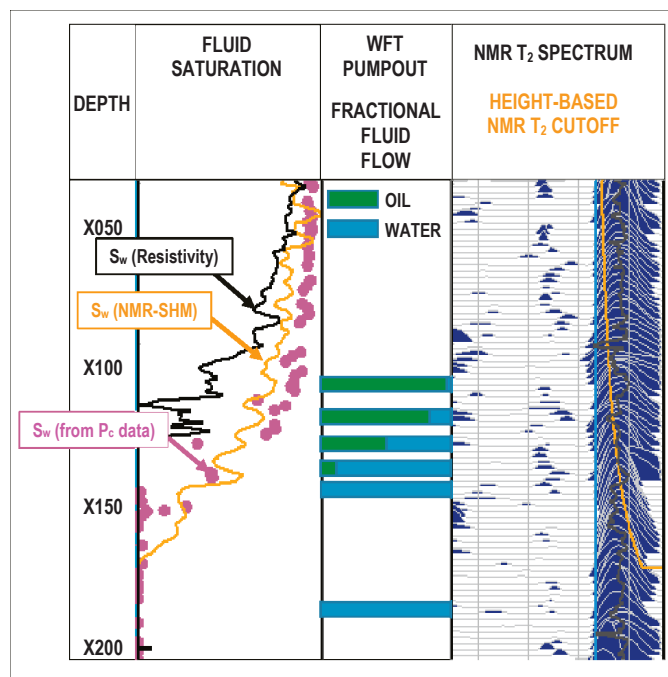 DEPTH
FLUID
SATURATION
WFT
PUMPOUT
FRACTIONAL
FLUID
FLOW
NMR T₂ SPECTRUM
HEIGHT-BASED
NMR T₂ CUTOFF
OIL
WATER
X050
Sw (Resistivity)
Sw (NMR-SHM)
X100
Sw (from Pc data)
X150
X200